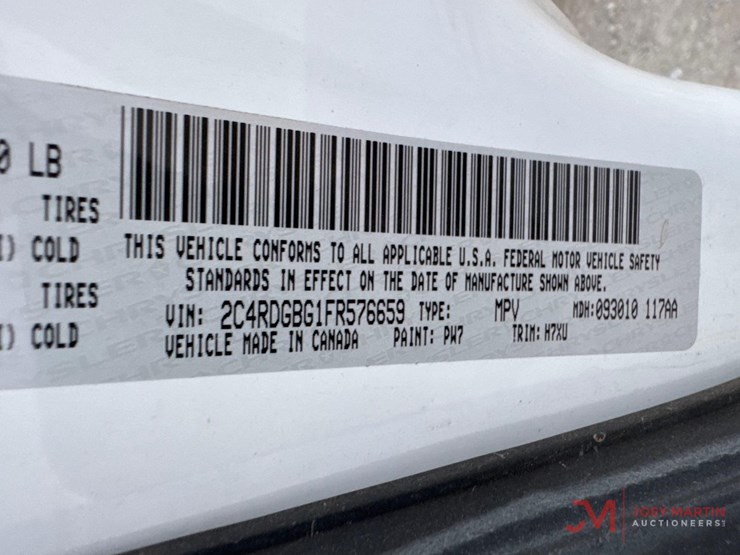 0 LB
TIRES
) COLD
TIRES
) COLD
THIS VEHICLE CONFORMS TO ALL APPLICABLE U.S.A. FEDERAL MOTOR VEHICLE SAFETY
STANDARDS IN EFFECT ON THE DATE OF MANUFACTURE SHOWN ABOVE.
VIN: 2C4RDGBG1FR576659 TYPE: MPV MDH:093010 117AA
VEHICLE MADE IN CANADA PAINT: PW7 TRIM: H7XU
JM JOEY MARTIN
AUCTIONEERS